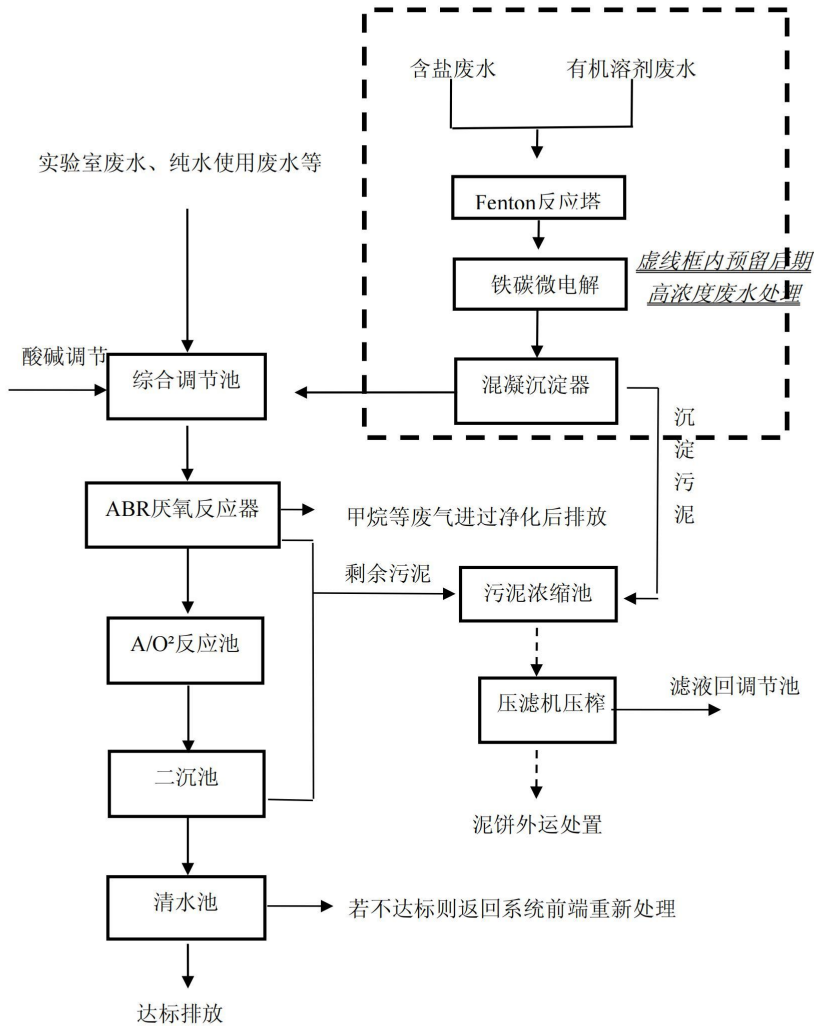 含盐废水
有机溶剂废水
实验室废水、纯水使用废水等
Fenton反应塔
虚线框内预留后期
高浓度废水处理
铁碳微电解
酸碱调节
综合调节池
混凝沉淀器
沉
淀
污
泥
ABR厌氧反应器
甲烷等废气进过净化后排放
剩余污泥
污泥浓缩池
A/O²反应池
压滤机压榨
滤液回调节池
二沉池
泥饼外运处置
清水池
若不达标则返回系统前端重新处理
达标排放